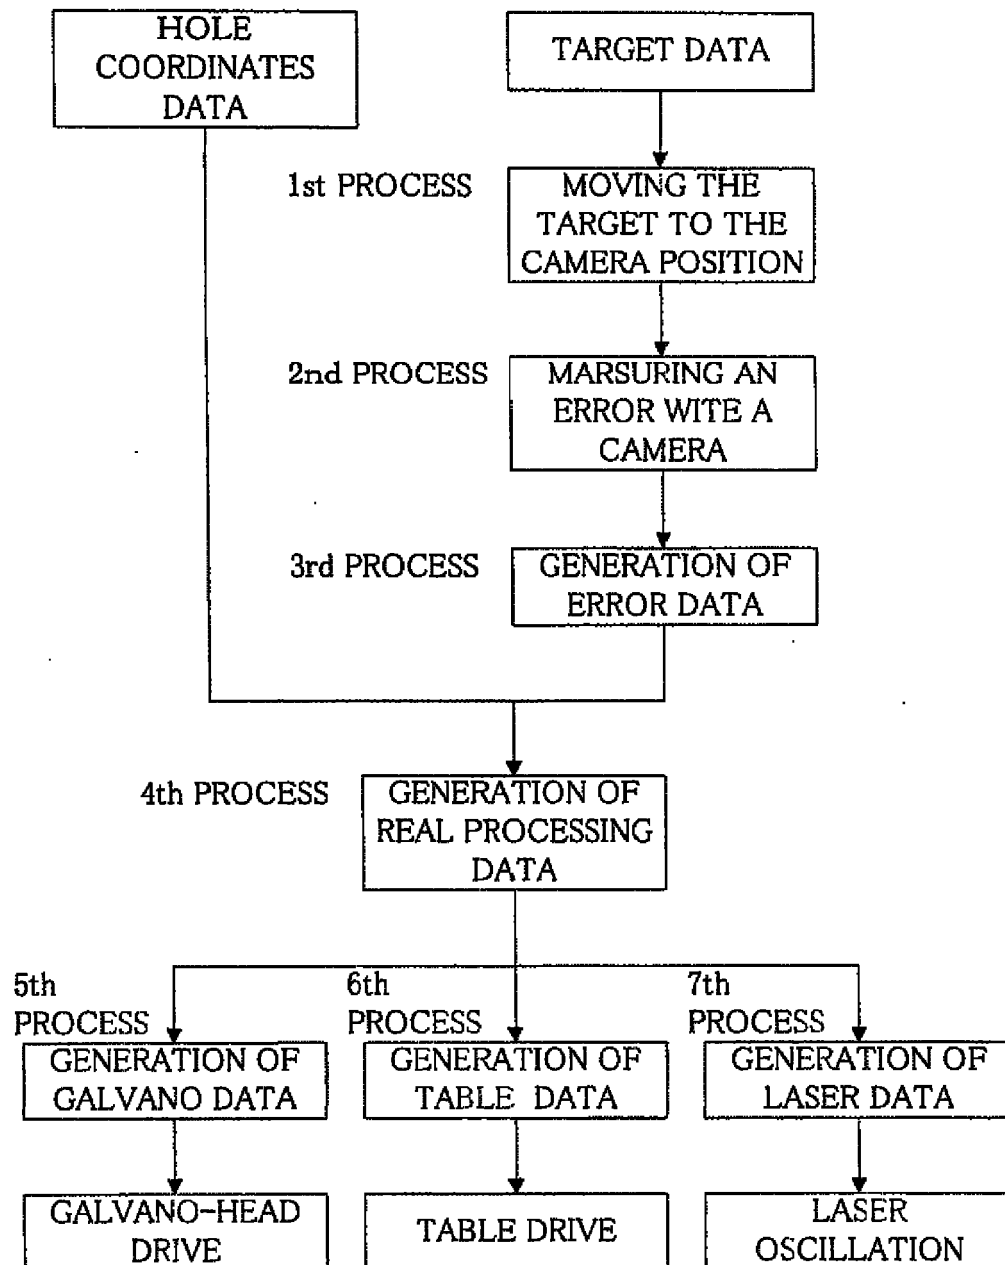 HOLE
COORDINATES
DATA
TARGET DATA
1st PROCESS
MOVING THE
TARGET TO THE
CAMERA POSITION
2nd PROCESS
MARSURING AN
ERROR WITE A
CAMERA
3rd PROCESS
GENERATION OF
ERROR DATA
4th PROCESS
GENERATION OF
REAL PROCESSING
DATA
5th
PROCESS
GENERATION OF
GALVANO DATA
6th
PROCESS
GENERATION OF
TABLE DATA
7th
PROCESS
GENERATION OF
LASER DATA
GALVANO-HEAD
DRIVE
TABLE DRIVE
LASER
OSCILLATION